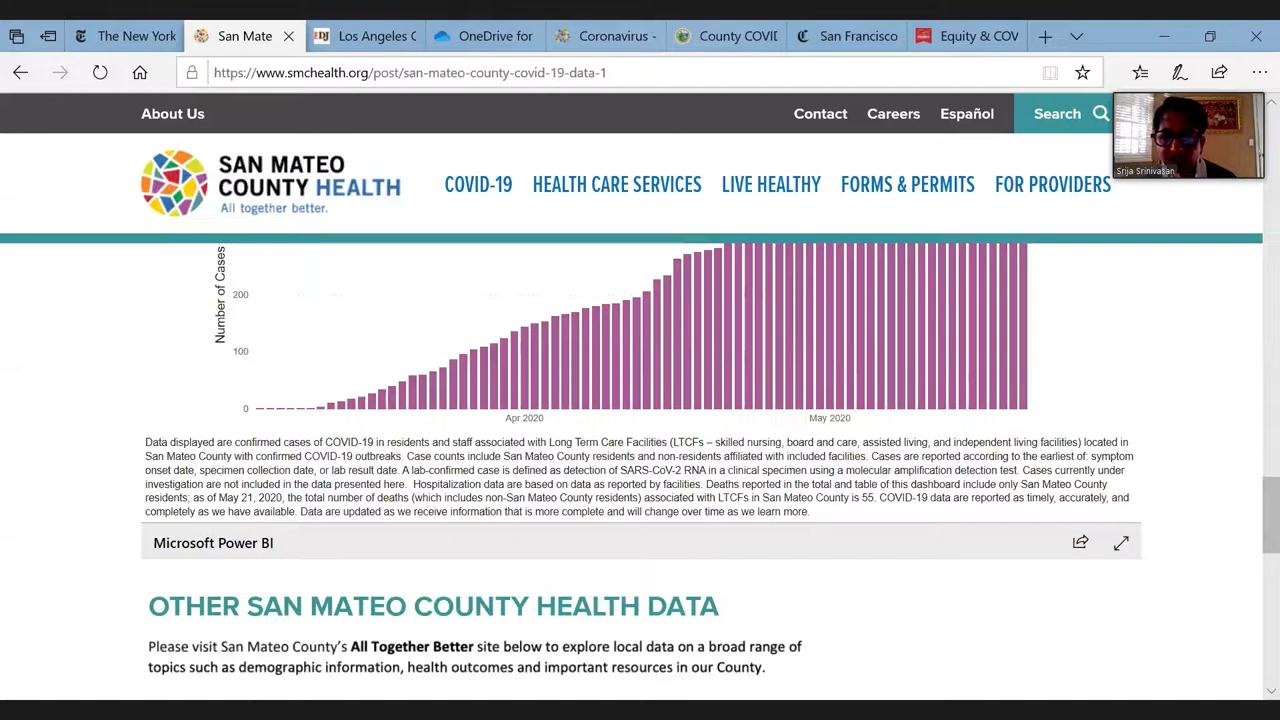 The New York
San Mate
DJ
Los Angeles C
OneDrive for
Coronavirus -
County COVID
San Francisco
Equity & COV
https://www.smchealth.org/post/san-mateo-county-covid-19-data-1
About Us
Contact
Careers
Español
Search
Srija Srinivasan
SAN MATEO
COUNTY HEALTH
All together better.
COVID-19
HEALTH CARE SERVICES
LIVE HEALTHY
FORMS & PERMITS
FOR PROVIDERS
Number of Cases
200
100
0
Apr 2020
May 2020
Data displayed are confirmed cases of COVID-19 in residents and staff associated with Long Term Care Facilities (LTCFs – skilled nursing, board and care, assisted living, and independent living facilities) located in
San Mateo County with confirmed COVID-19 outbreaks. Case counts include San Mateo County residents and non-residents affiliated with included facilities. Cases are reported according to the earliest of: symptom
onset date, specimen collection date, or lab result date. A lab-confirmed case is defined as detection of SARS-CoV-2 RNA in a clinical specimen using a molecular amplification detection test. Cases currently under
investigation are not included in the data presented here. Hospitalization data are based on data as reported by facilities. Deaths reported in the total and table of this dashboard include only San Mateo County
residents; as of May 21, 2020, the total number of deaths (which includes non-San Mateo County residents) associated with LTCFs in San Mateo County is 55. COVID-19 data are reported as timely, accurately, and
completely as we have available. Data are updated as we receive information that is more complete and will change over time as we learn more.
Microsoft Power BI
OTHER SAN MATEO COUNTY HEALTH DATA
Please visit San Mateo County's All Together Better site below to explore local data on a broad range of
topics such as demographic information, health outcomes and important resources in our County.